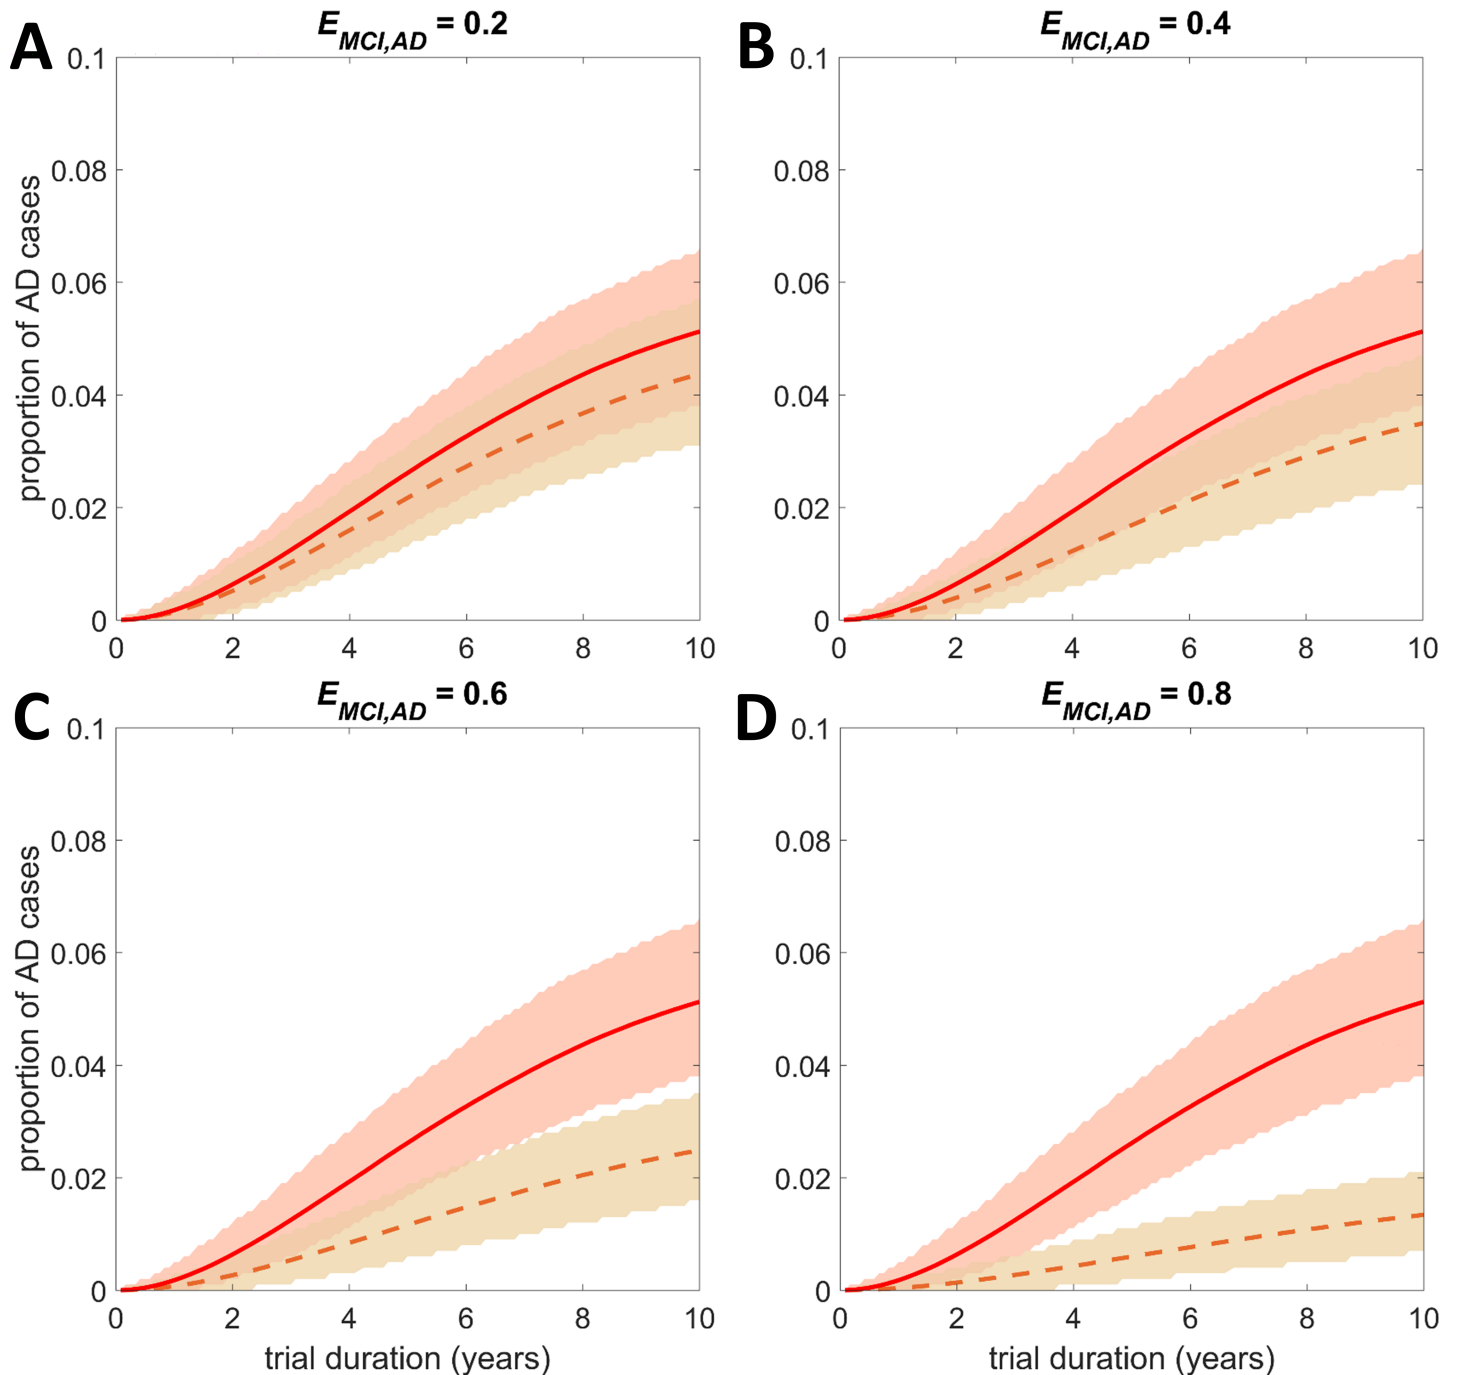 A
E_MCI,AD = 0.2
B
E_MCI,AD = 0.4
0.1
0.08
0.06
0.04
0.02
0
proportion of AD cases
0 2 4 6 8 10
0.1
0.08
0.06
0.04
0.02
0
0 2 4 6 8 10
C
E_MCI,AD = 0.6
D
E_MCI,AD = 0.8
0.1
0.08
0.06
0.04
0.02
0
proportion of AD cases
0 2 4 6 8 10
trial duration (years)
0.1
0.08
0.06
0.04
0.02
0
0 2 4 6 8 10
trial duration (years)